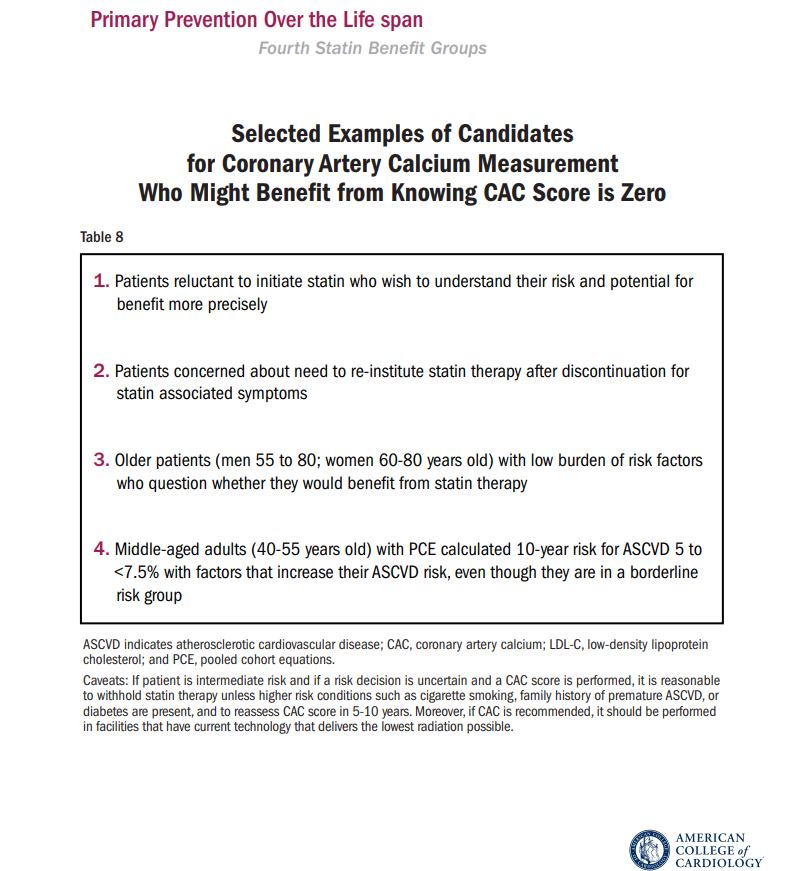 Primary Prevention Over the Life span
Fourth Statin Benefit Groups
Selected Examples of Candidates
for Coronary Artery Calcium Measurement
Who Might Benefit from Knowing CAC Score is Zero
Table 8
1. Patients reluctant to initiate statin who wish to understand their risk and potential for
benefit more precisely
2. Patients concerned about need to re-institute statin therapy after discontinuation for
statin associated symptoms
3. Older patients (men 55 to 80; women 60-80 years old) with low burden of risk factors
who question whether they would benefit from statin therapy
4. Middle-aged adults (40-55 years old) with PCE calculated 10-year risk for ASCVD 5 to
<7.5% with factors that increase their ASCVD risk, even though they are in a borderline
risk group
ASCVD indicates atherosclerotic cardiovascular disease; CAC, coronary artery calcium; LDL-C, low-density lipoprotein
cholesterol; and PCE, pooled cohort equations.
Caveats: If patient is intermediate risk and if a risk decision is uncertain and a CAC score is performed, it is reasonable
to withhold statin therapy unless higher risk conditions such as cigarette smoking, family history of premature ASCVD, or
diabetes are present, and to reassess CAC score in 5-10 years. Moreover, if CAC is recommended, it should be performed
in facilities that have current technology that delivers the lowest radiation possible.
AMERICAN
COLLEGE of
CARDIOLOGY